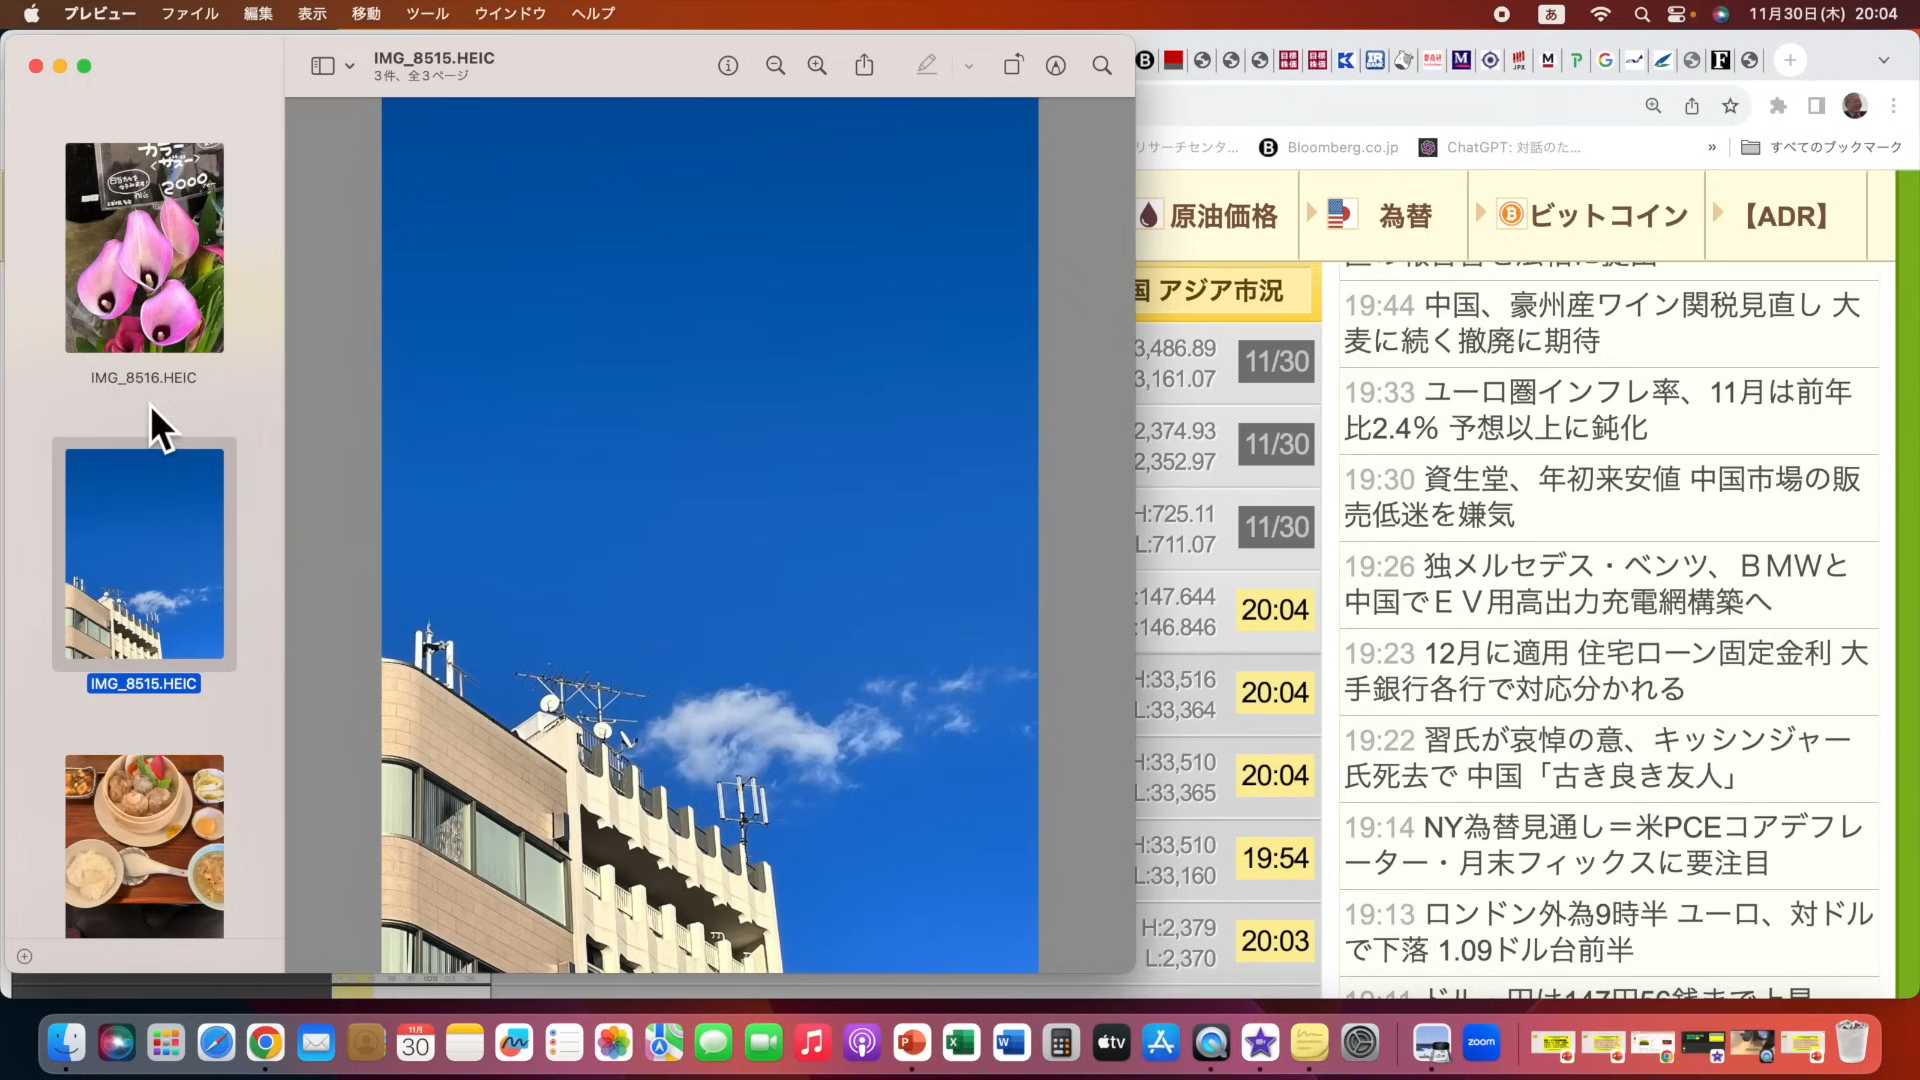 プレビュー ファイル 編集 表示 移動 ツール ウインドウ ヘルプ
あ 11月30日(木) 20:04
IMG_8515.HEIC
3件、全3ページ
カラー
2000
IMG_8516.HEIC
IMG_8515.HEIC
リサーチセンタ... Bloomberg.co.jp ChatGPT: 対話のた... » すべてのブックマーク
原油価格 為替 ビットコイン 【ADR】
国 アジア市況
3,486.89
3,161.07
11/30
2,374.93
2,352.97
11/30
H:725.11
L:711.07
11/30
:147.644
:146.846
20:04
H:33,516
L:33,364
20:04
H:33,510
L:33,365
20:04
H:33,510
L:33,160
19:54
H:2,379
L:2,370
20:03
19:44 中国、豪州産ワイン関税見直し 大
麦に続く撤廃に期待
19:33 ユーロ圏インフレ率、11月は前年
比2.4% 予想以上に鈍化
19:30 資生堂、年初来安値 中国市場の販
売低迷を嫌気
19:26 独メルセデス・ベンツ、ＢＭＷと
中国でＥＶ用高出力充電網構築へ
19:23 12月に適用 住宅ローン固定金利 大
手銀行各行で対応分かれる
19:22 習氏が哀悼の意、キッシンジャー
氏死去で 中国「古き良き友人」
19:14 NY為替見通し＝米PCEコアデフレ
ーター・月末フィックスに要注目
19:13 ロンドン外為9時半 ユーロ、対ドル
で下落 1.09ドル台前半
11月
30
tv
zoom